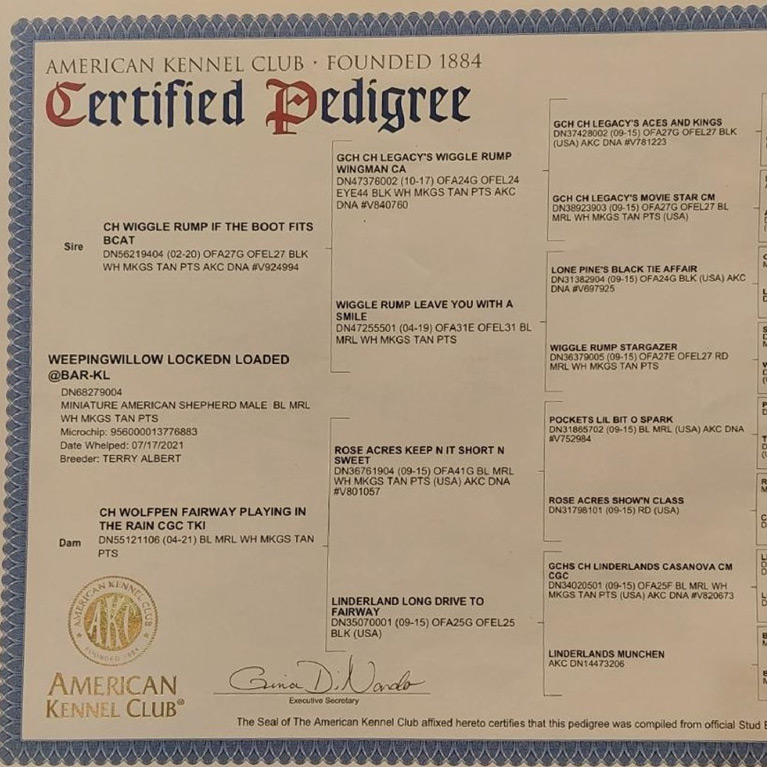 AMERICAN KENNEL CLUB · FOUNDED 1884
Certified Pedigree
GCH CH LEGACY'S WIGGLE RUMP
WINGMAN CA
DN47376002 (10-17) OFA24G OFEL24
EYE44 BLK WH MKGS TAN PTS AKC
DNA #V840760
GCH CH LEGACY'S ACES AND KINGS
DN37428002 (09-15) OFA27G OFEL27 BLK
(USA) AKC DNA #V781223
GCH CH LEGACY'S MOVIE STAR CM
DN38923903 (09-15) OFA27G OFEL27 BL
MRL WH MKGS TAN PTS (USA)
Sire
CH WIGGLE RUMP IF THE BOOT FITS
BCAT
DN56219404 (02-20) OFA27G OFEL27 BLK
WH MKGS TAN PTS AKC DNA #V924994
WIGGLE RUMP LEAVE YOU WITH A
SMILE
DN47255501 (04-19) OFA31E OFEL31 BL
MRL WH MKGS TAN PTS
LONE PINE'S BLACK TIE AFFAIR
DN31382904 (09-15) OFA24G BLK (USA) AKC
DNA #V697925
WIGGLE RUMP STARGAZER
DN36379005 (09-15) OFA27E OFEL27 RD
MRL WH MKGS TAN PTS
WEEPINGWILLOW LOCKEDN LOADED
@BAR-KL
DN68279004
MINIATURE AMERICAN SHEPHERD MALE BL MRL
WH MKGS TAN PTS
Microchip: 956000013776883
Date Whelped: 07/17/2021
Breeder: TERRY ALBERT
ROSE ACRES KEEP N IT SHORT N
SWEET
DN36761904 (09-15) OFA41G BL MRL
WH MKGS TAN PTS (USA) AKC DNA
#V801057
POCKETS LIL BIT O SPARK
DN31865702 (09-15) BL MRL (USA) AKC DNA
#V752984
ROSE ACRES SHOW'N CLASS
DN31798101 (09-15) RD (USA)
Dam
CH WOLFPEN FAIRWAY PLAYING IN
THE RAIN CGC TKI
DN55121106 (04-21) BL MRL WH MKGS TAN
PTS
LINDERLAND LONG DRIVE TO
FAIRWAY
DN35070001 (09-15) OFA25G OFEL25
BLK (USA)
GCHS CH LINDERLANDS CASANOVA CM
CGC
DN34020501 (09-15) OFA25F BL MRL WH
MKGS TAN PTS (USA) AKC DNA #V820673
LINDERLANDS MUNCHEN
AKC DN14473206
AMERICAN KENNEL CLUB
AKC
FOUNDED 1884
AMERICAN
KENNEL CLUB®
Gina DiNardo
Executive Secretary
The Seal of The American Kennel Club affixed hereto certifies that this pedigree was compiled from official Stud